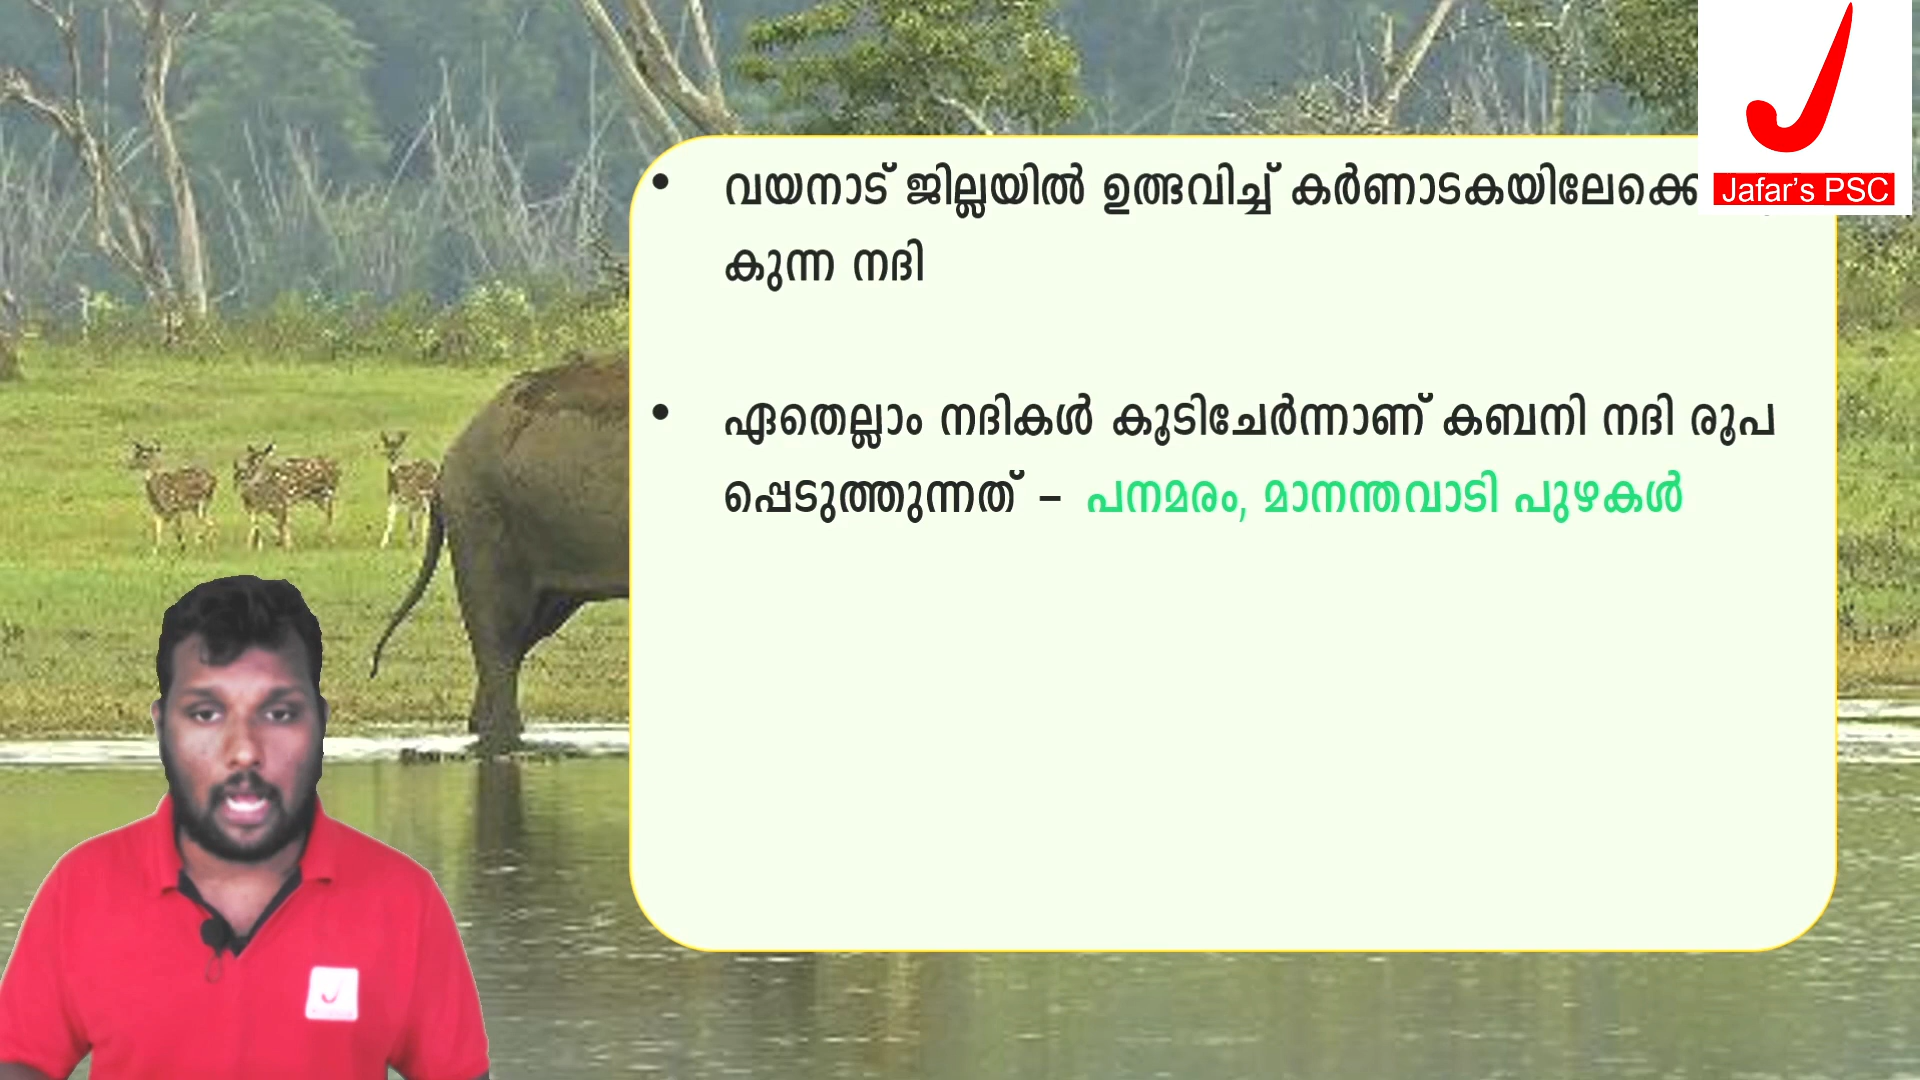 • വയനാട് ജില്ലയിൽ ഉത്ഭവിച്ച് കർണാടകയിലേക്കൊ
കുന്ന നദി
• ഏതെല്ലാം നദികൾ കൂടിചേർന്നാണ് കബനി നദി രൂപ
പ്പെടുത്തുന്നത് – പനമരം, മാനന്തവാടി പുഴകൾ
Jafar's PSC